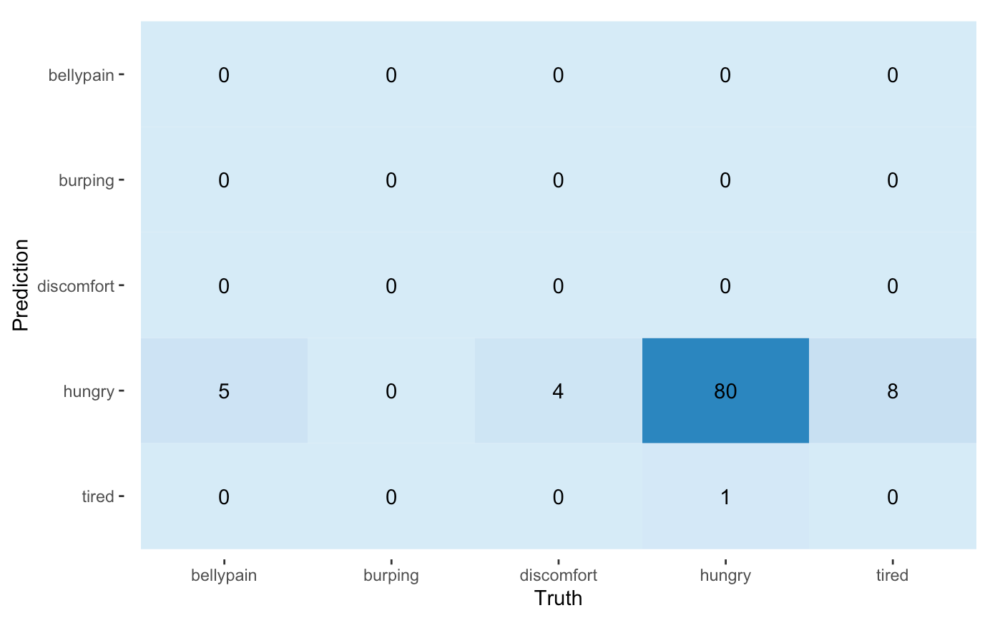 bellypain 0 0 0 0 0
burping 0 0 0 0 0
Prediction
discomfort 0 0 0 0 0
hungry 5 0 4 80 8
tired 0 0 0 1 0
bellypain burping discomfort hungry tired
Truth